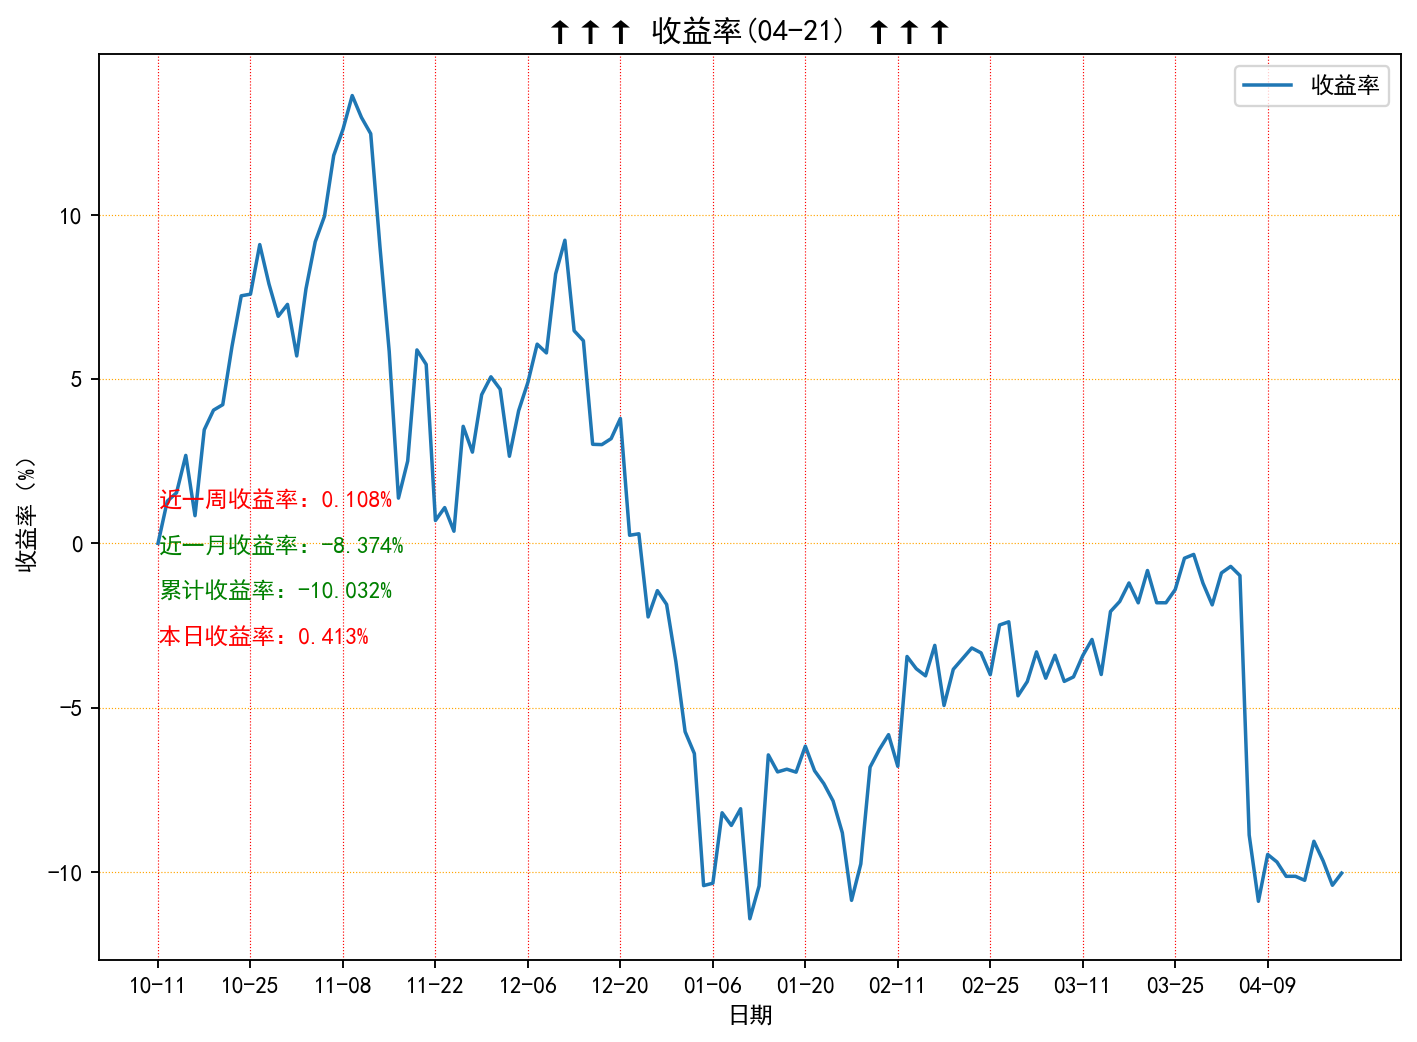 ↑ ↑ ↑ 收益率(04-21) ↑ ↑ ↑
收益率
10
5
0
-5
-10
收益率 (%)
近一周收益率: 0.108%
近一月收益率: -8.374%
累计收益率: -10.032%
本日收益率: 0.413%
10-11 10-25 11-08 11-22 12-06 12-20 01-06 01-20 02-11 02-25 03-11 03-25 04-09
日期